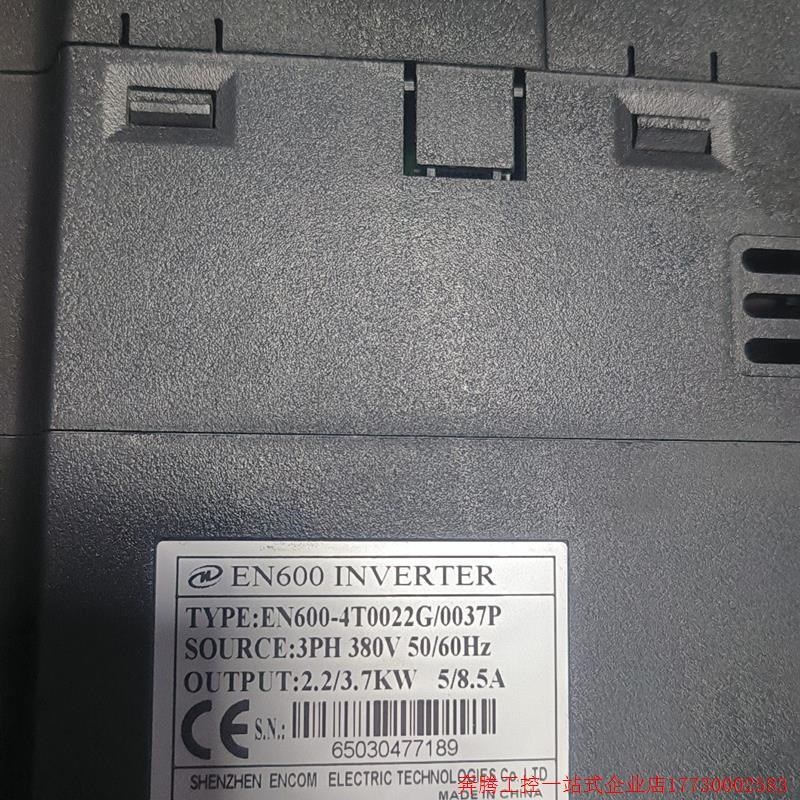 EN600 INVERTER
TYPE:EN600-4T0022G/0037P
SOURCE:3PH 380V 50/60Hz
OUTPUT:2.2/3.7KW 5/8.5A
CE S.N.:
65030477189
SHENZHEN ENCOM ELECTRIC TECHNOLOGIES Co LTD
MADE IN CHINA
奔腾工控一站式企业店17730002583